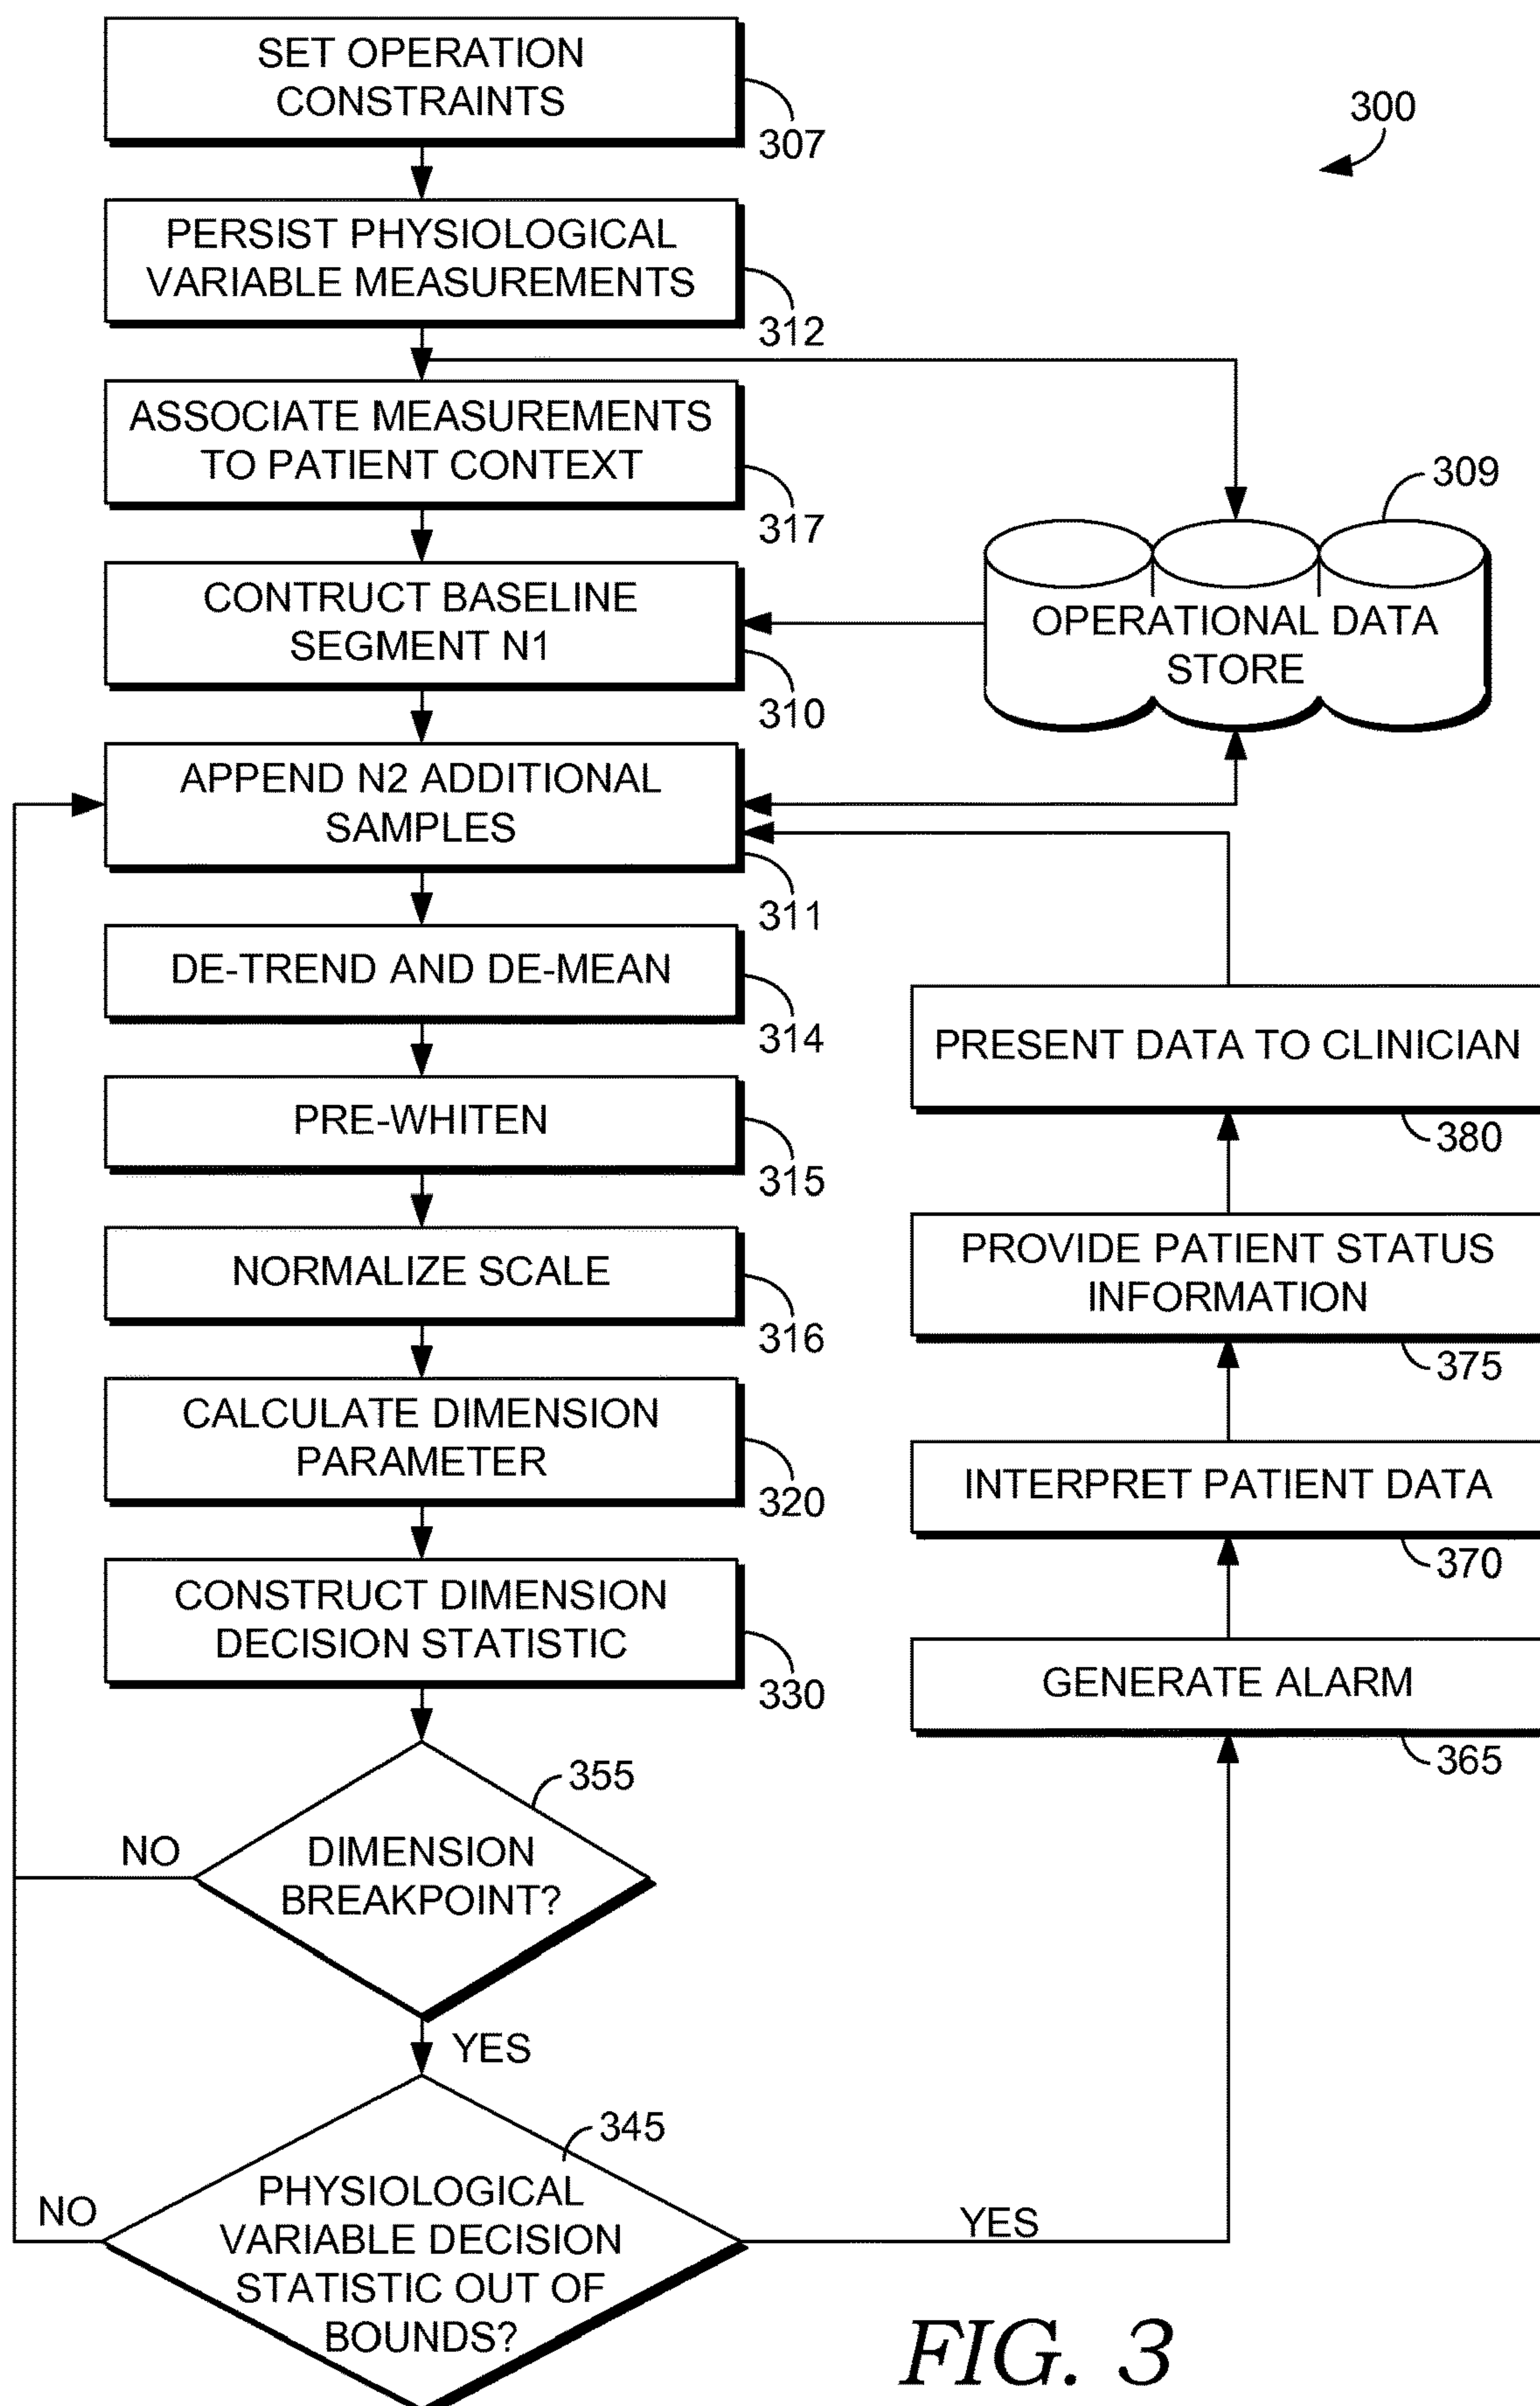 SET OPERATION
CONSTRAINTS
307
300
PERSIST PHYSIOLOGICAL
VARIABLE MEASUREMENTS
312
ASSOCIATE MEASUREMENTS
TO PATIENT CONTEXT
317
309
CONTRUCT BASELINE
SEGMENT N1
310
OPERATIONAL DATA
STORE
APPEND N2 ADDITIONAL
SAMPLES
311
DE-TREND AND DE-MEAN
314
PRE-WHITEN
315
NORMALIZE SCALE
316
CALCULATE DIMENSION
PARAMETER
320
CONSTRUCT DIMENSION
DECISION STATISTIC
330
355
DIMENSION
BREAKPOINT?
NO
YES
345
PHYSIOLOGICAL
VARIABLE DECISION
STATISTIC OUT OF
BOUNDS?
NO
YES
PRESENT DATA TO CLINICIAN
380
PROVIDE PATIENT STATUS
INFORMATION
375
INTERPRET PATIENT DATA
370
GENERATE ALARM
365
FIG. 3